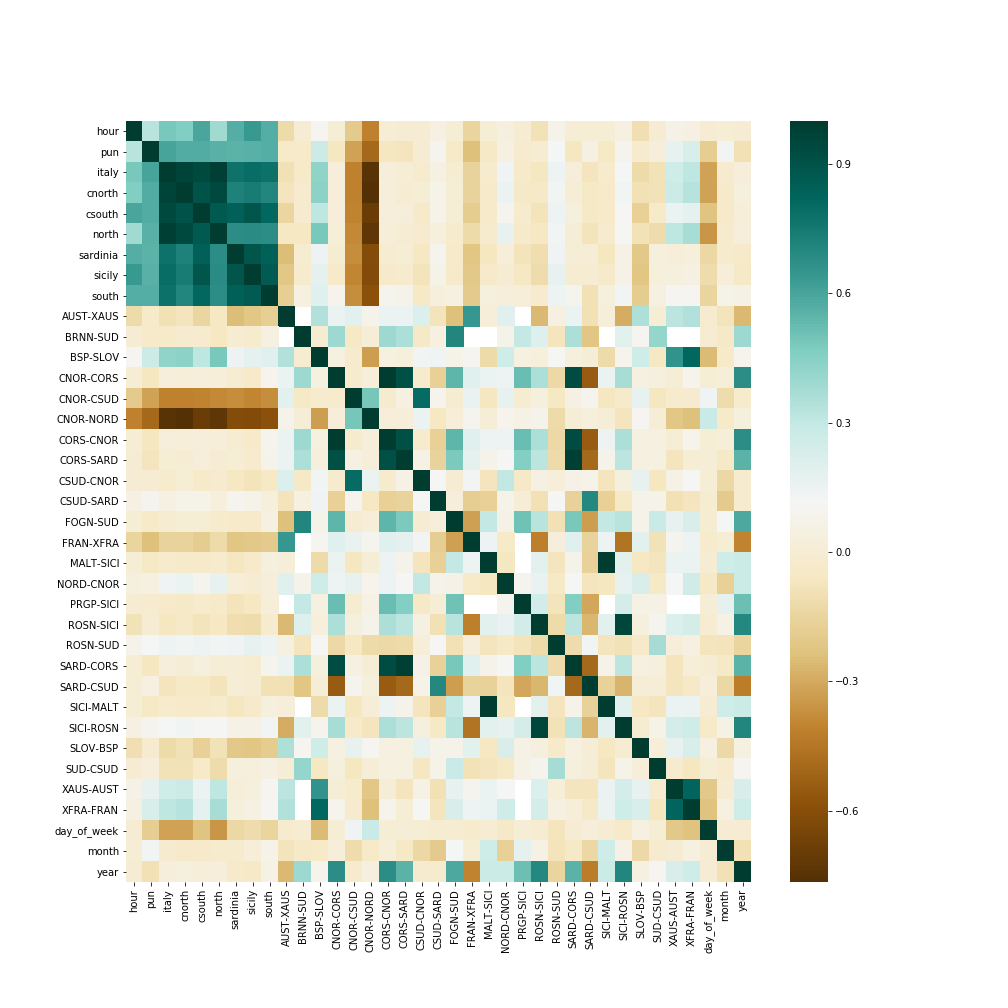 hour
pun
italy
cnorth
csouth
north
sardinia
sicily
south
AUST-XAUS
BRNN-SUD
BSP-SLOV
CNOR-CORS
CNOR-CSUD
CNOR-NORD
CORS-CNOR
CORS-SARD
CSUD-CNOR
CSUD-SARD
FOGN-SUD
FRAN-XFRA
MALT-SICI
NORD-CNOR
PRGP-SICI
ROSN-SICI
ROSN-SUD
SARD-CORS
SARD-CSUD
SICI-MALT
SICI-ROSN
SLOV-BSP
SUD-CSUD
XAUS-AUST
XFRA-FRAN
day_of_week
month
year
hour
pun
italy
cnorth
csouth
north
sardinia
sicily
south
AUST-XAUS
BRNN-SUD
BSP-SLOV
CNOR-CORS
CNOR-CSUD
CNOR-NORD
CORS-CNOR
CORS-SARD
CSUD-CNOR
CSUD-SARD
FOGN-SUD
FRAN-XFRA
MALT-SICI
NORD-CNOR
PRGP-SICI
ROSN-SICI
ROSN-SUD
SARD-CORS
SARD-CSUD
SICI-MALT
SICI-ROSN
SLOV-BSP
SUD-CSUD
XAUS-AUST
XFRA-FRAN
day_of_week
month
year
0.9
0.6
0.3
0.0
−0.3
−0.6